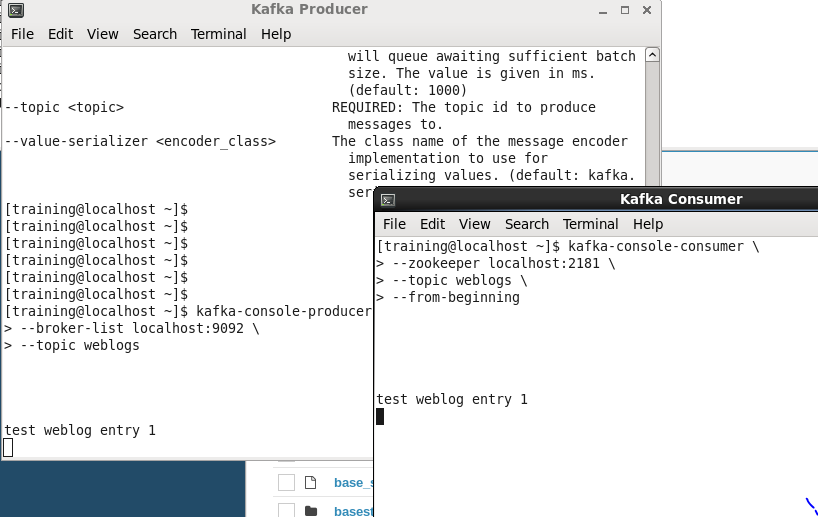 Kafka Producer
File Edit View Search Terminal Help
will queue awaiting sufficient batch
size. The value is given in ms.
(default: 1000)
--topic <topic> REQUIRED: The topic id to produce
messages to.
--value-serializer <encoder_class> The class name of the message encoder
implementation to use for
serializing values. (default: kafka.
ser
[training@localhost ~]$
[training@localhost ~]$
[training@localhost ~]$
[training@localhost ~]$
[training@localhost ~]$
[training@localhost ~]$
[training@localhost ~]$ kafka-console-producer
> --broker-list localhost:9092 \
> --topic weblogs
test weblog entry 1
Kafka Consumer
File Edit View Search Terminal Help
[training@localhost ~]$ kafka-console-consumer \
> --zookeeper localhost:2181 \
> --topic weblogs \
> --from-beginning
test weblog entry 1
base_s
basest